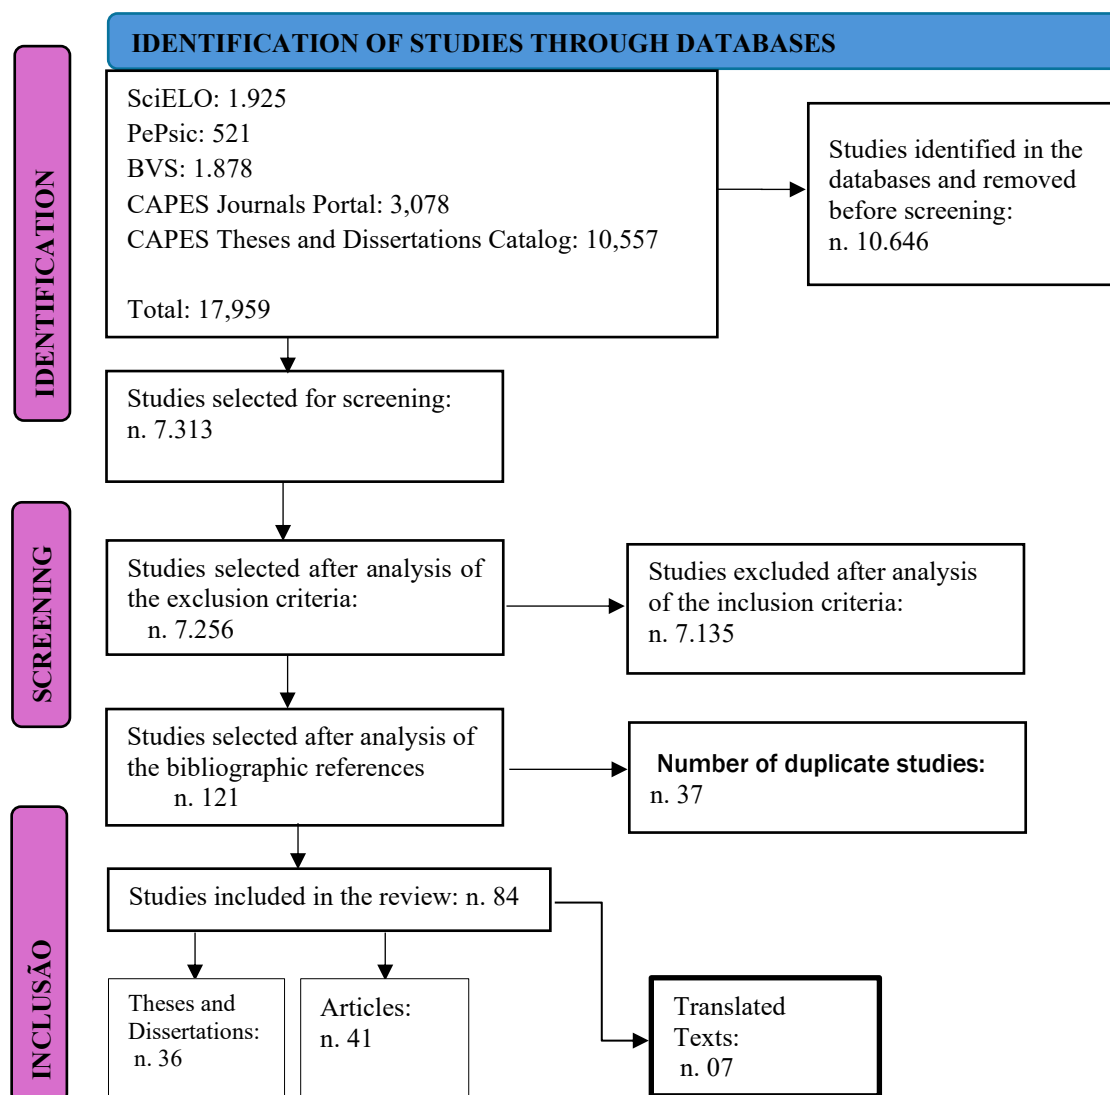 IDENTIFICATION OF STUDIES THROUGH DATABASES
IDENTIFICATION
SciELO: 1.925
PePsic: 521
BVS: 1.878
CAPES Journals Portal: 3,078
CAPES Theses and Dissertations Catalog: 10,557
Total: 17,959
Studies identified in the
databases and removed
before screening:
n. 10.646
Studies selected for screening:
n. 7.313
SCREENING
Studies selected after analysis of
the exclusion criteria:
n. 7.256
Studies excluded after analysis
of the inclusion criteria:
n. 7.135
Studies selected after analysis of
the bibliographic references
n. 121
Number of duplicate studies:
n. 37
INCLUSÃO
Studies included in the review: n. 84
Theses and
Dissertations:
n. 36
Articles:
n. 41
Translated
Texts:
n. 07